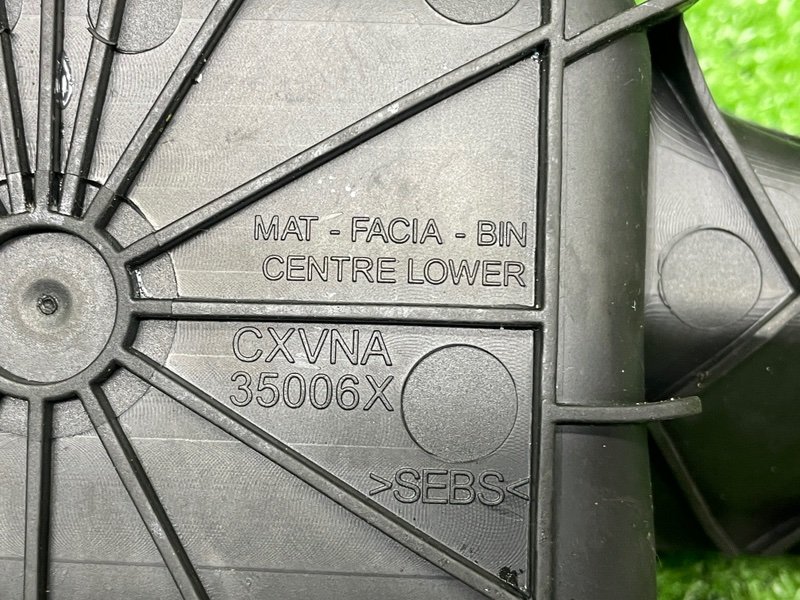 MAT - FACIA - BIN
CENTRE LOWER
CXVNA
35006X
>SEBS<